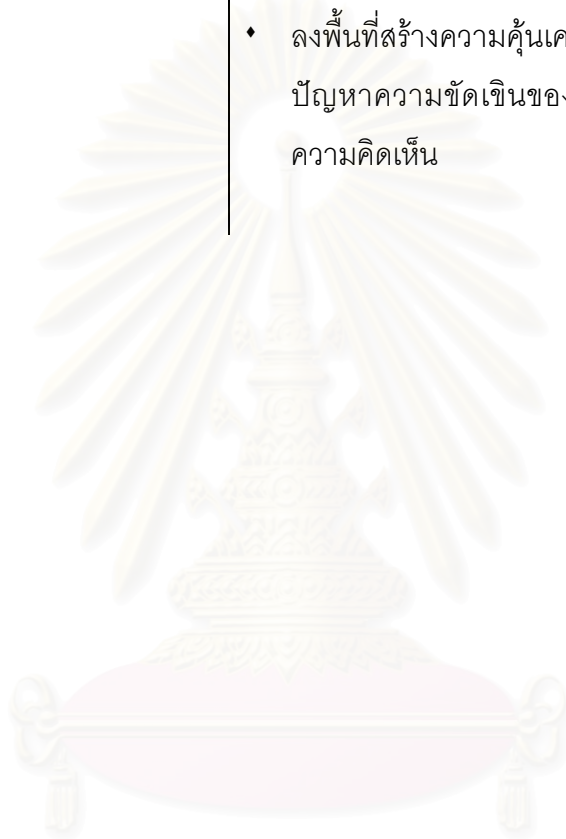 • ลงพื้นที่สร้างความคุ้น
ปัญหาความขัดเขินของ
ความคิดเห็น